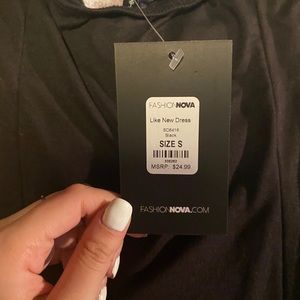 FASHIONNOVA
Like New Dress
Black
SIZE S
MSRP: $24.99
FASHIONNOVA.COM